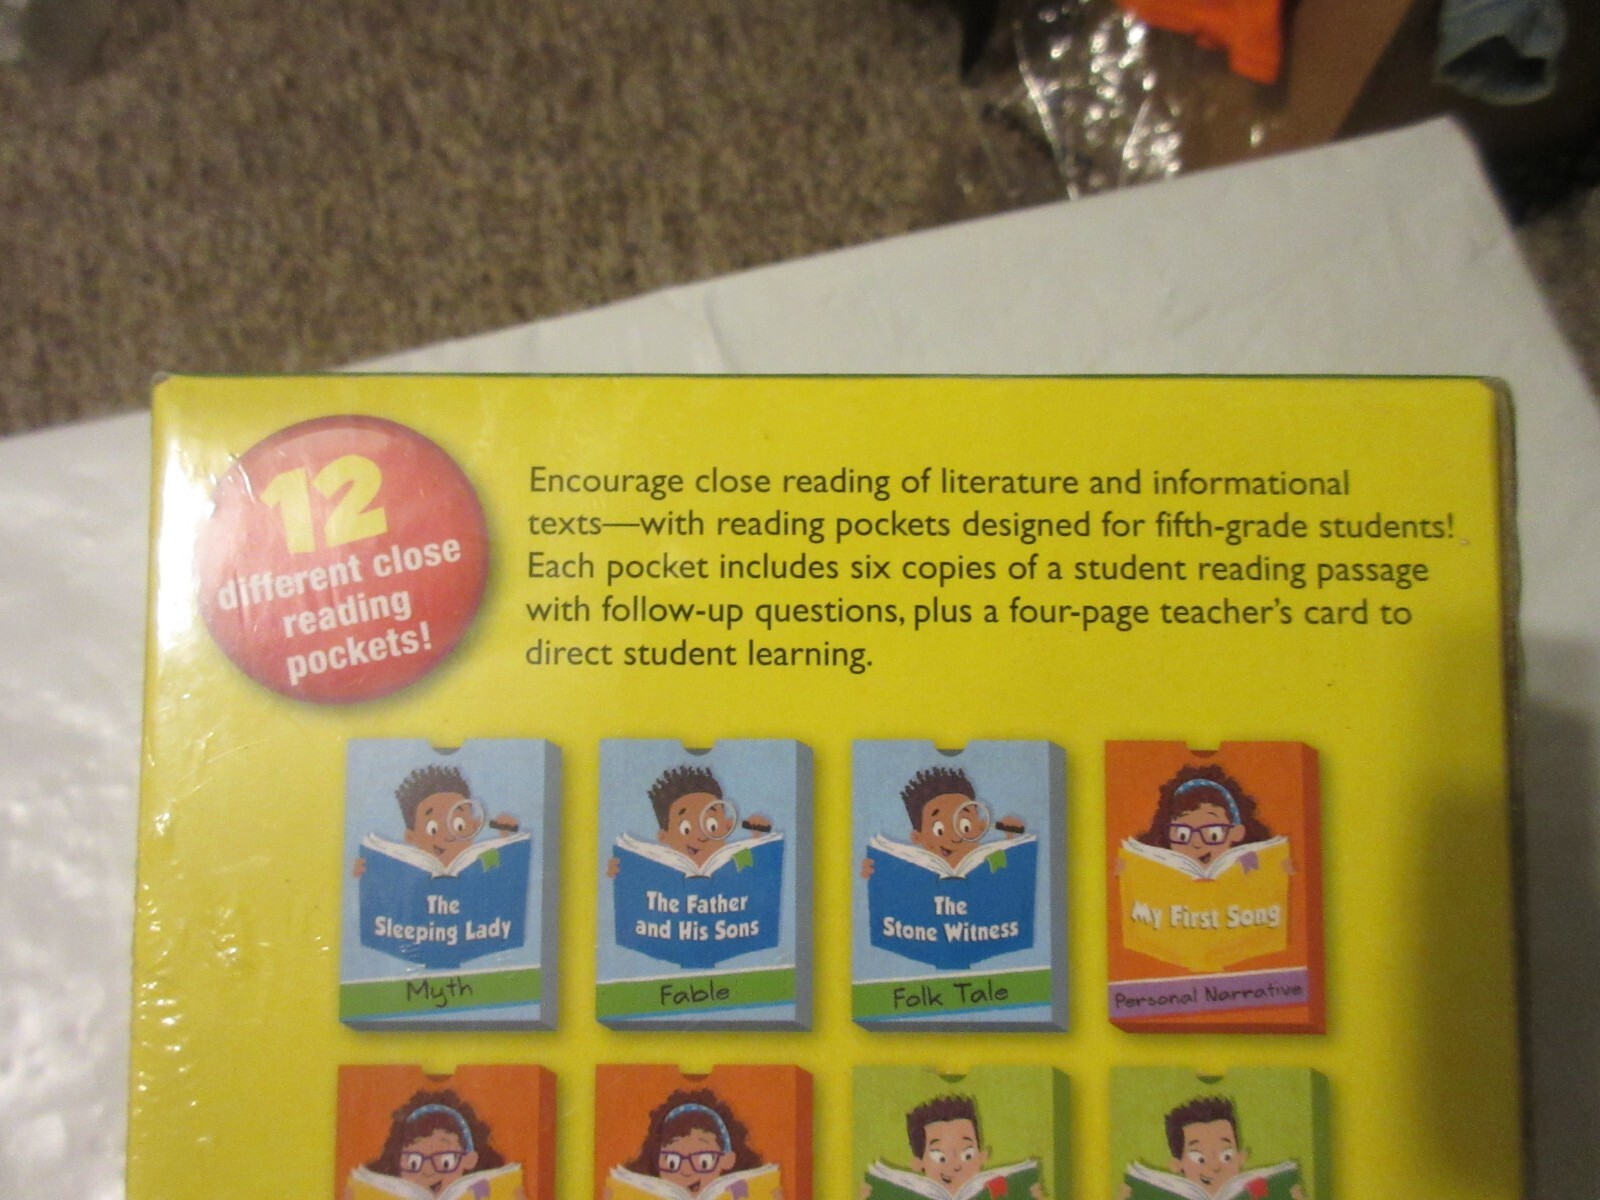 12
different close
reading
pockets!
Encourage close reading of literature and informational
texts—with reading pockets designed for fifth-grade students!
Each pocket includes six copies of a student reading passage
with follow-up questions, plus a four-page teacher's card to
direct student learning.
The
Sleeping Lady
Myth
The Father
and His Sons
Fable
The
Stone Witness
Folk Tale
My First Song
Personal Narrative